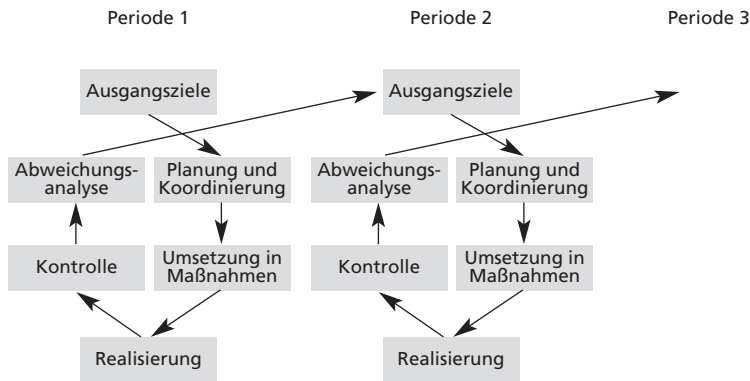 Periode 1
Periode 2
Periode 3
Ausgangsziele
Ausgangsziele
Abweichungs-
analyse
Planung und
Koordinierung
Abweichungs-
analyse
Planung und
Koordinierung
Kontrolle
Umsetzung in
Maßnahmen
Kontrolle
Umsetzung in
Maßnahmen
Realisierung
Realisierung